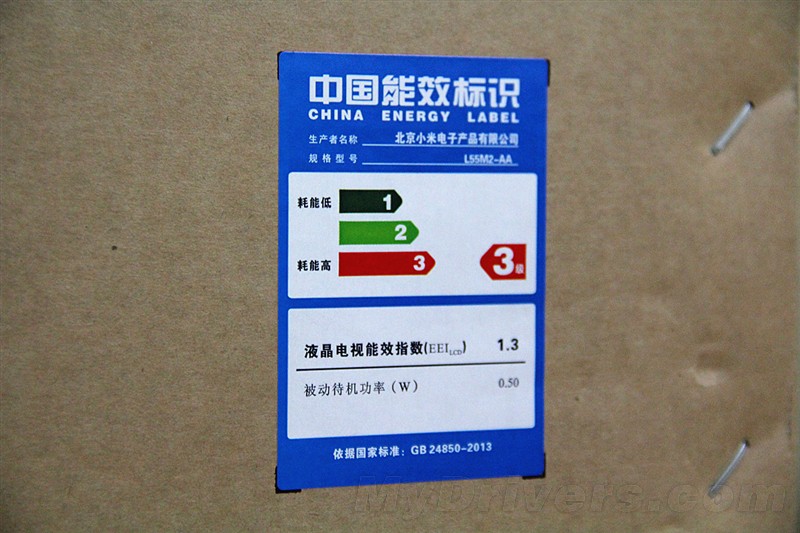 中国能效标识
CHINA ENERGY LABEL
生产者名称 北京小米电子产品有限公司
规格型号 L55M2-AA
耗能低 1
2
耗能高 3 3级
液晶电视能效指数(EEILCD) 1.3
被动待机功率(W) 0.50
依据国家标准: GB 24850-2013
MyDrivers.com